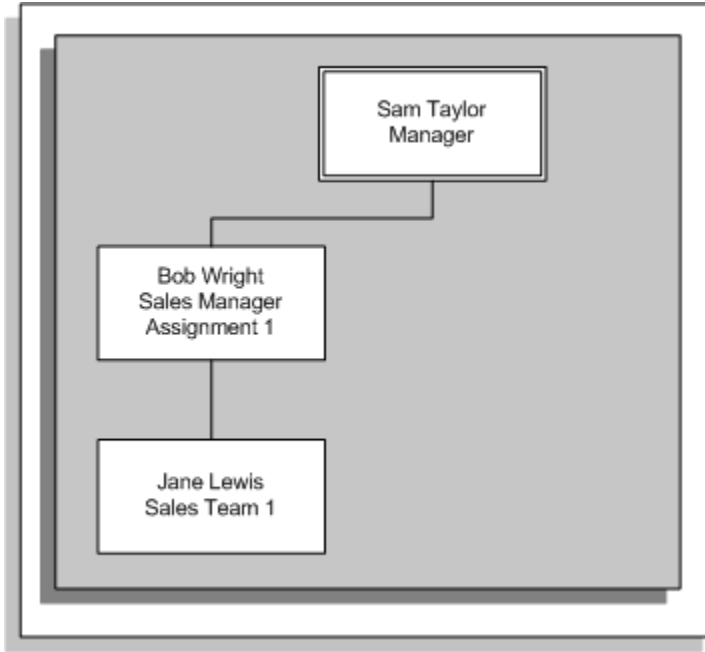 Sam Taylor
Manager
Bob Wright
Sales Manager
Assignment 1
Jane Lewis
Sales Team 1